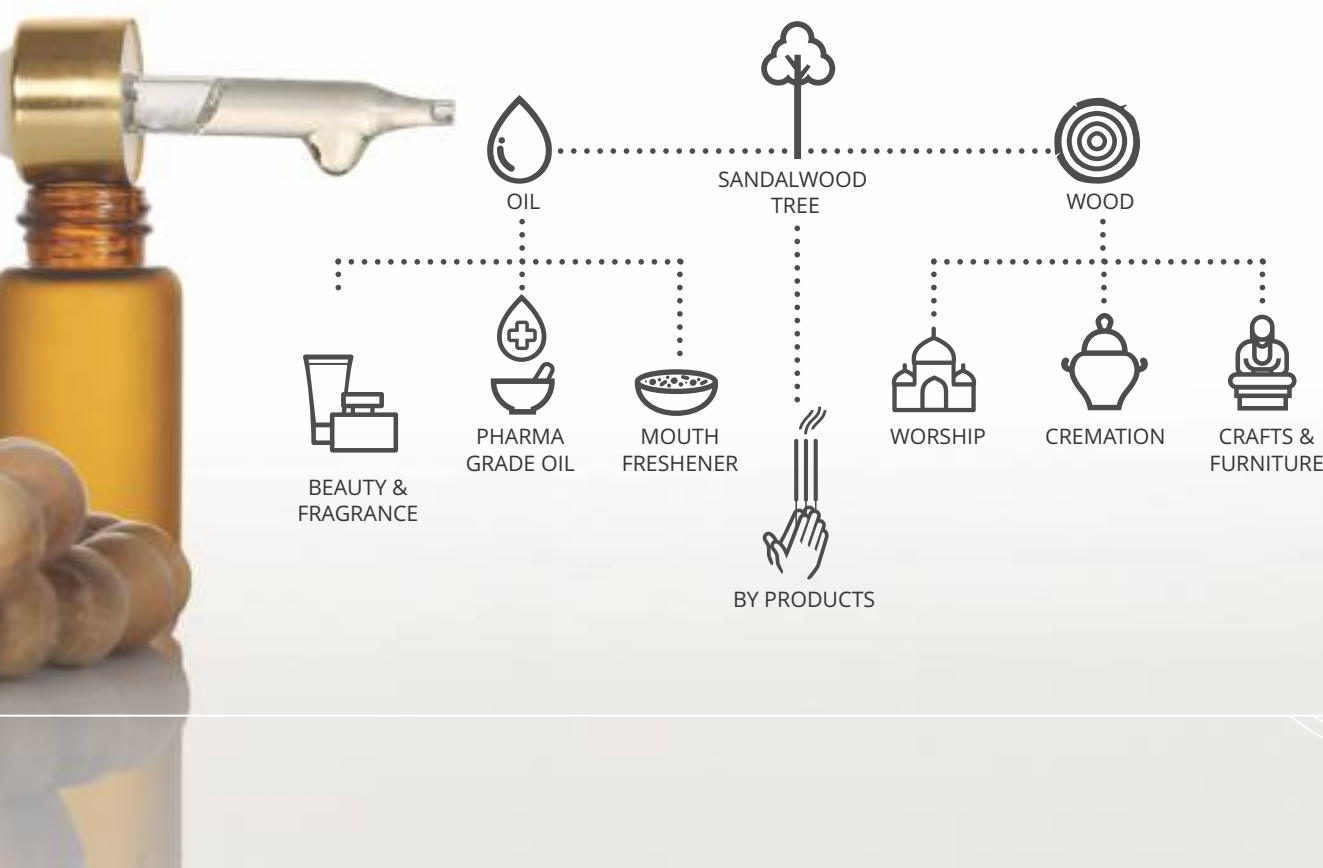 SANDALWOOD
TREE
OIL
WOOD
PHARMA
GRADE OIL
MOUTH
FRESHENER
WORSHIP
CREMATION
CRAFTS &
FURNITURE
BEAUTY &
FRAGRANCE
BY PRODUCTS